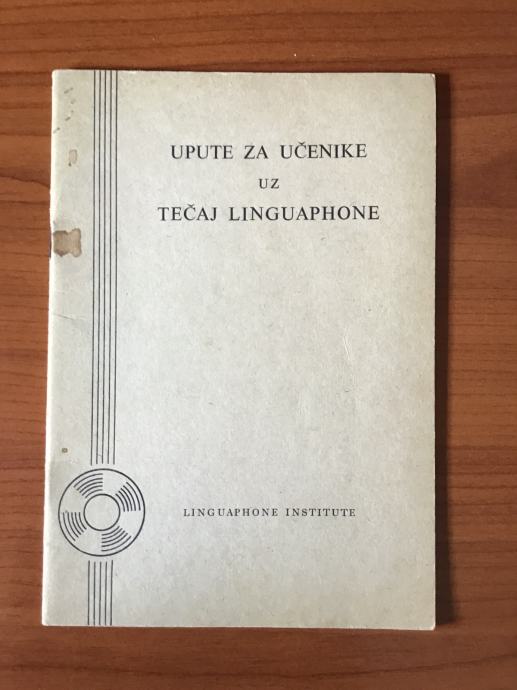 UPUTE ZA UČENIKE
UZ
TEČAJ LINGUAPHONE
LINGUAPHONE INSTITUTE